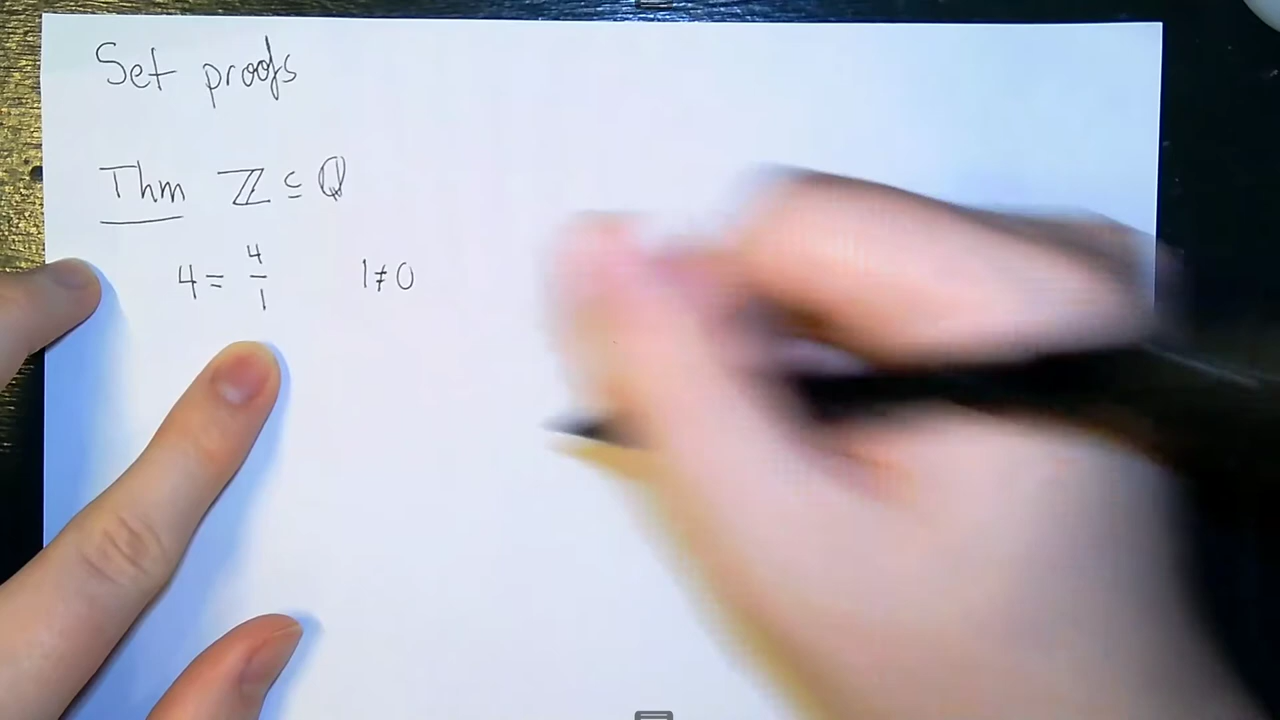 Set proofs
Thm ℤ ⊆ ℚ
4 = 4/1 1 ≠ 0